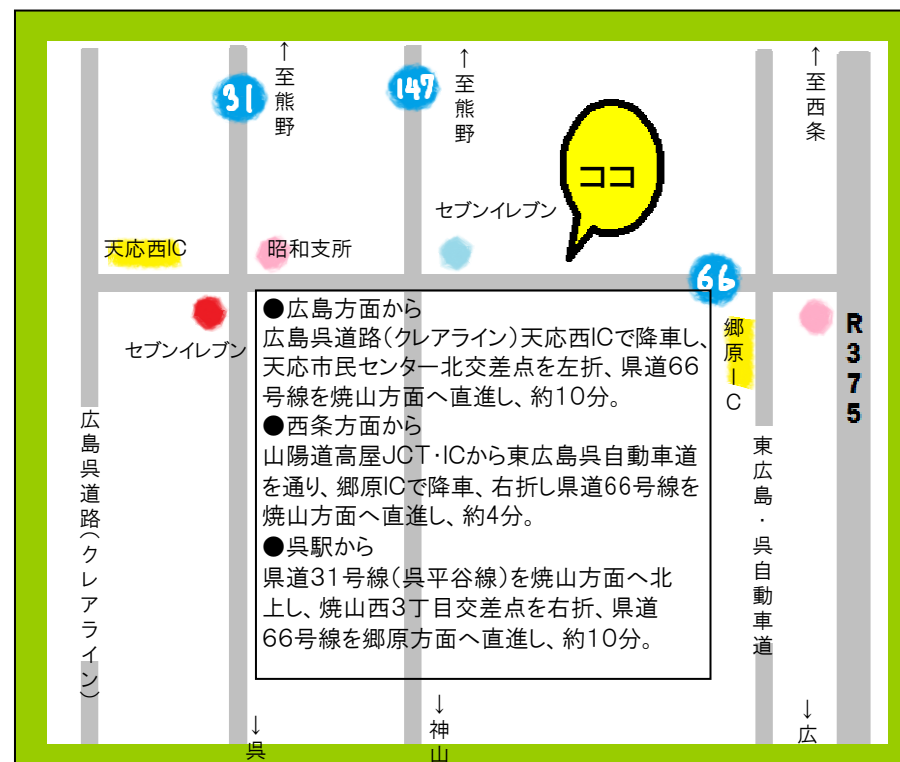 ↑至熊野
31
↑至熊野
147
↑至西条
ココ
セブンイレブン
天応西IC
昭和支所
66
セブンイレブン
郷原IC
R375
●広島方面から
広島呉道路(クレアライン)天応西ICで降車し、
天応市民センター北交差点を左折、県道66
号線を焼山方面へ直進し、約10分。
●西条方面から
山陽道高屋JCT・ICから東広島呉自動車道
を通り、郷原ICで降車、右折し県道66号線を
焼山方面へ直進し、約4分。
●呉駅から
県道31号線(呉平谷線)を焼山方面へ北
上し、焼山西3丁目交差点を右折、県道
66号線を郷原方面へ直進し、約10分。
広島呉道路(クレアライン)
東広島・呉自動車道
↓呉
↓神山
↓広